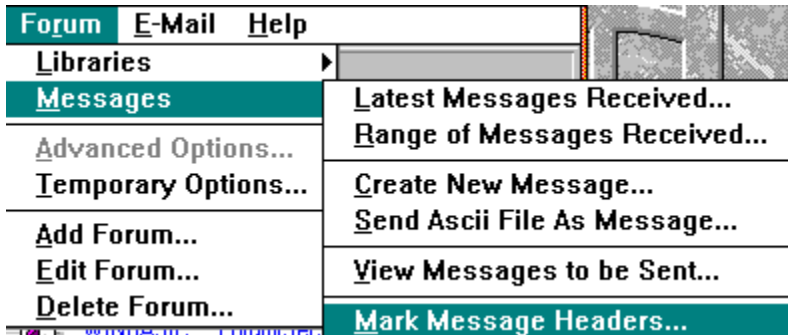 Forum E-Mail Help
Libraries
Messages
Advanced Options...
Temporary Options...
Add Forum...
Edit Forum...
Delete Forum...
Latest Messages Received...
Range of Messages Received...
Create New Message...
Send Ascii File As Message...
View Messages to be Sent...
Mark Message Headers...